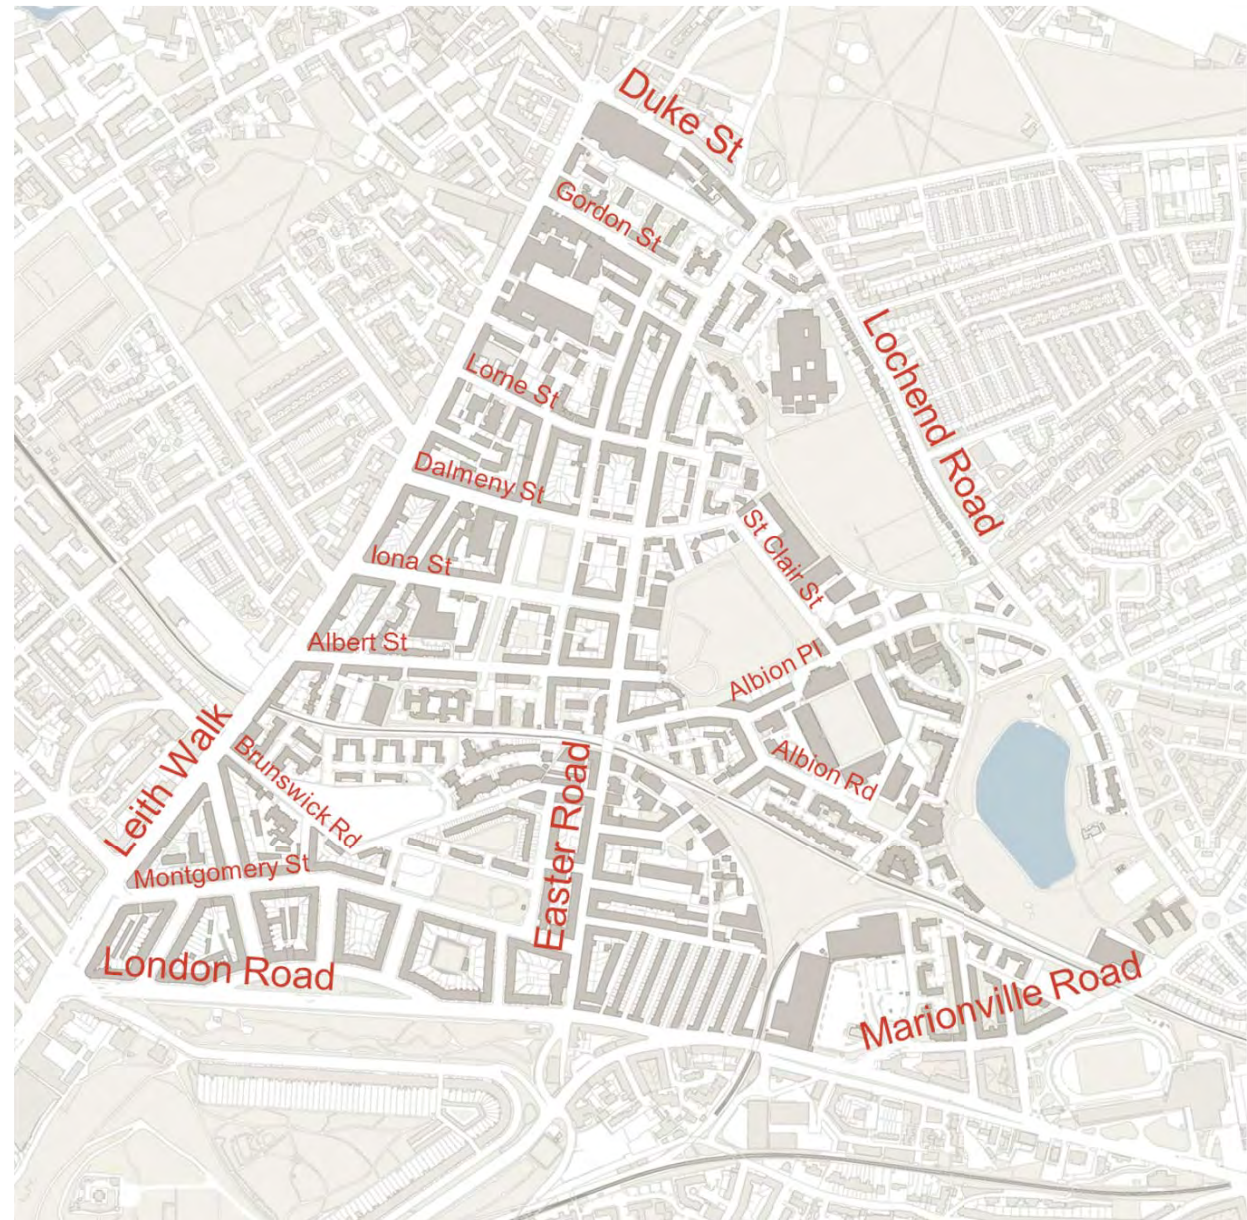 Duke St
Gordon St
Lochend Road
Lorne St
Dalmeny St
St Clair St
Iona St
Albert St
Albion Pl
Leith Walk
Brunswick Rd
Albion Rd
Easter Road
Montgomery St
London Road
Marionville Road